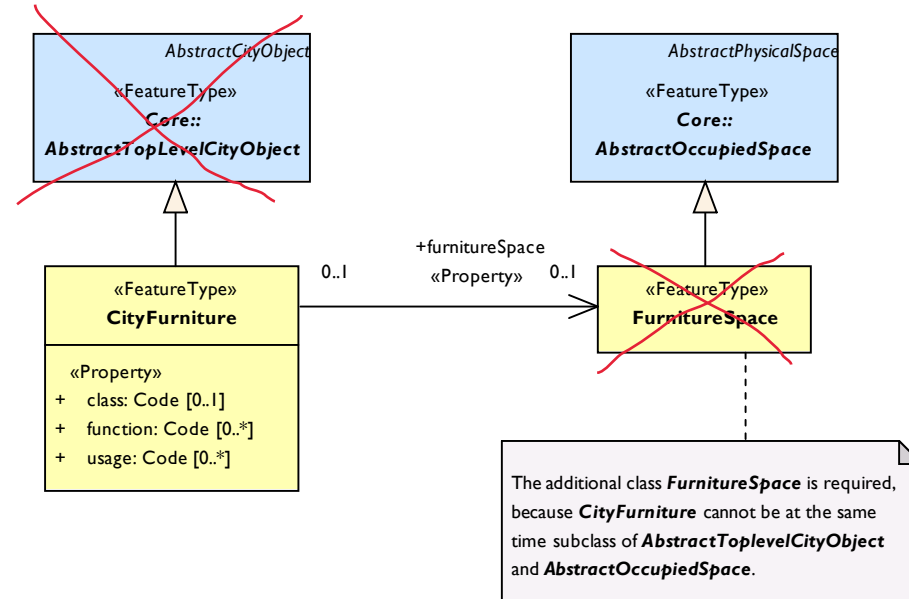 AbstractCityObject
«FeatureType»
Core::
AbstractTopLevelCityObject
AbstractPhysicalSpace
«FeatureType»
Core::
AbstractOccupiedSpace
+furnitureSpace
0..1
«Property»
0..1
«FeatureType»
CityFurniture
«Property»
+ class: Code [0..1]
+ function: Code [0..*]
+ usage: Code [0..*]
«FeatureType»
FurnitureSpace
The additional class FurnitureSpace is required,
because CityFurniture cannot be at the same
time subclass of AbstractToplevelCityObject
and AbstractOccupiedSpace.